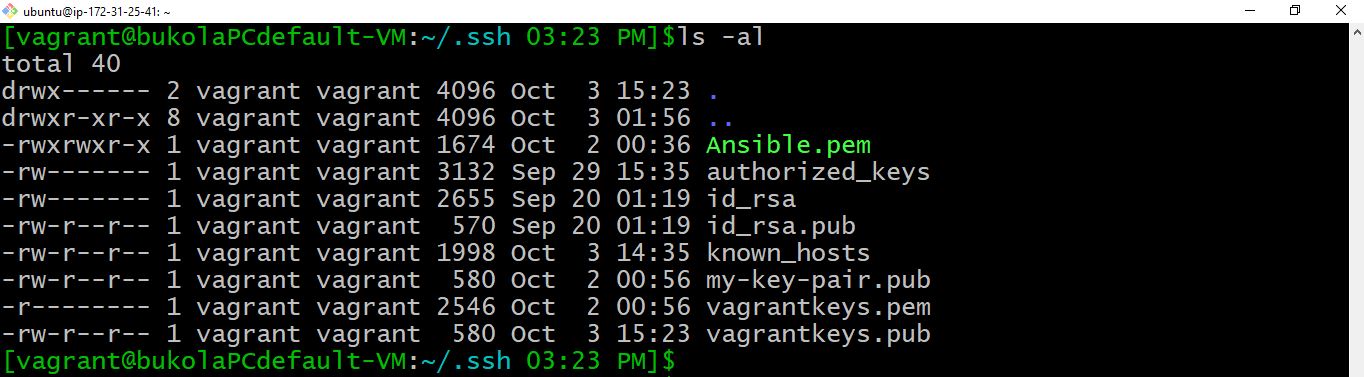 ubuntu@ip-172-31-25-41: ~
[vagrant@bukolaPCdefault-VM:~/.ssh 03:23 PM]$ls -al
total 40
drwx------ 2 vagrant vagrant 4096 Oct  3 15:23 .
drwxr-xr-x 8 vagrant vagrant 4096 Oct  3 01:56 ..
-rwxrwxr-x 1 vagrant vagrant 1674 Oct  2 00:36 Ansible.pem
-rw------- 1 vagrant vagrant 3132 Sep 29 15:35 authorized_keys
-rw------- 1 vagrant vagrant 2655 Sep 20 01:19 id_rsa
-rw-r--r-- 1 vagrant vagrant  570 Sep 20 01:19 id_rsa.pub
-rw-r--r-- 1 vagrant vagrant 1998 Oct  3 14:35 known_hosts
-rw-r--r-- 1 vagrant vagrant  580 Oct  2 00:56 my-key-pair.pub
-r-------- 1 vagrant vagrant 2546 Oct  2 00:56 vagrantkeys.pem
-rw-r--r-- 1 vagrant vagrant  580 Oct  3 15:23 vagrantkeys.pub
[vagrant@bukolaPCdefault-VM:~/.ssh 03:23 PM]$